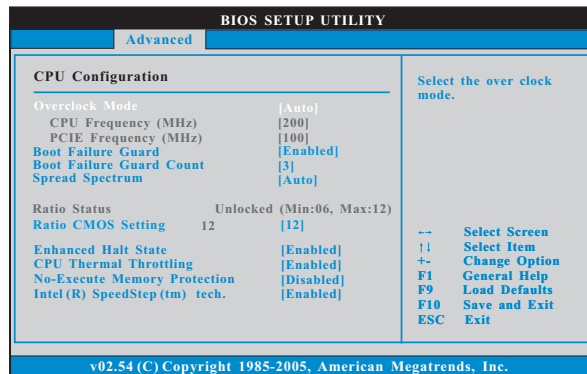 BIOS SETUP UTILITY
Advanced
CPU Configuration
Overclock Mode [Auto]
CPU Frequency (MHz) [200]
PCIE Frequency (MHz) [100]
Boot Failure Guard [Enabled]
Boot Failure Guard Count [3]
Spread Spectrum [Auto]
Ratio Status Unlocked (Min:06, Max:12)
Ratio CMOS Setting 12 [12]
Enhanced Halt State [Enabled]
CPU Thermal Throttling [Enabled]
No-Execute Memory Protection [Disabled]
Intel (R) SpeedStep (tm) tech. [Enabled]
Select the over clock
mode.
←→ Select Screen
↑↓ Select Item
+- Change Option
F1 General Help
F9 Load Defaults
F10 Save and Exit
ESC Exit
v02.54 (C) Copyright 1985-2005, American Megatrends, Inc.